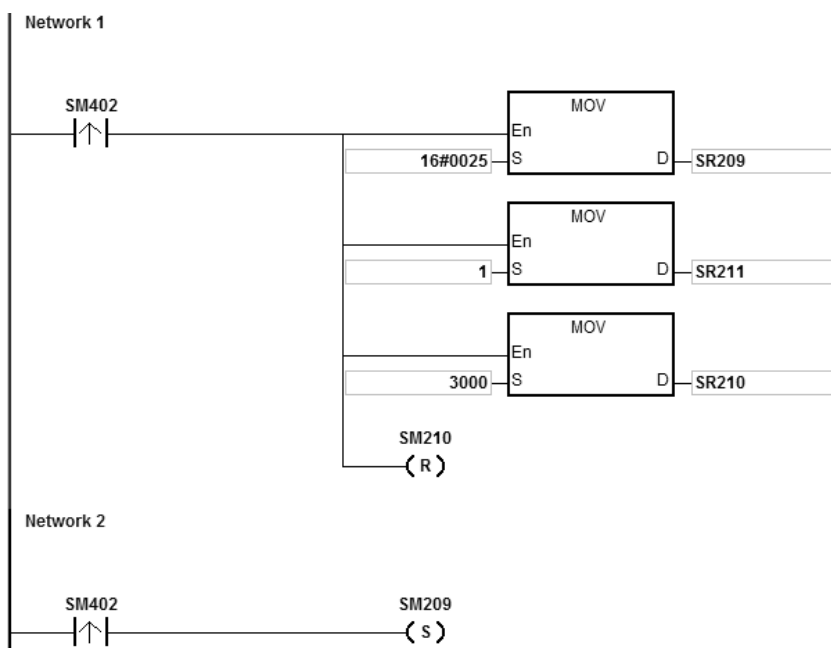 Network 1
SM402
MOV
En
16#0025 S D SR209
MOV
En
1 S D SR211
MOV
En
3000 S D SR210
SM210
R
Network 2
SM402 SM209
S